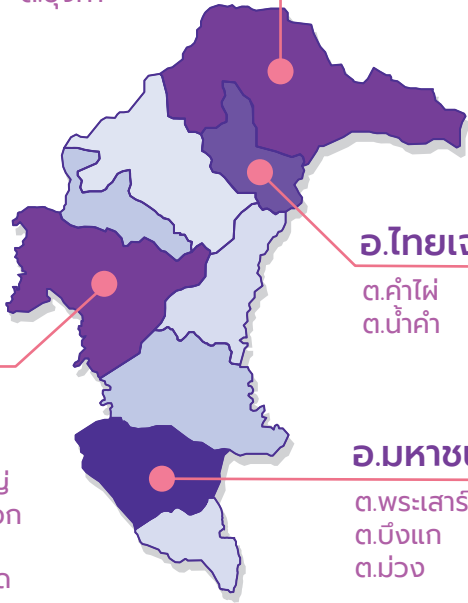 อ.ไทยเจ
ต.คำไผ่
ต.น้ำคำ
อ.มหาชน
ต.พระเสาร์
ต.บึงแก
ต.ม่วง